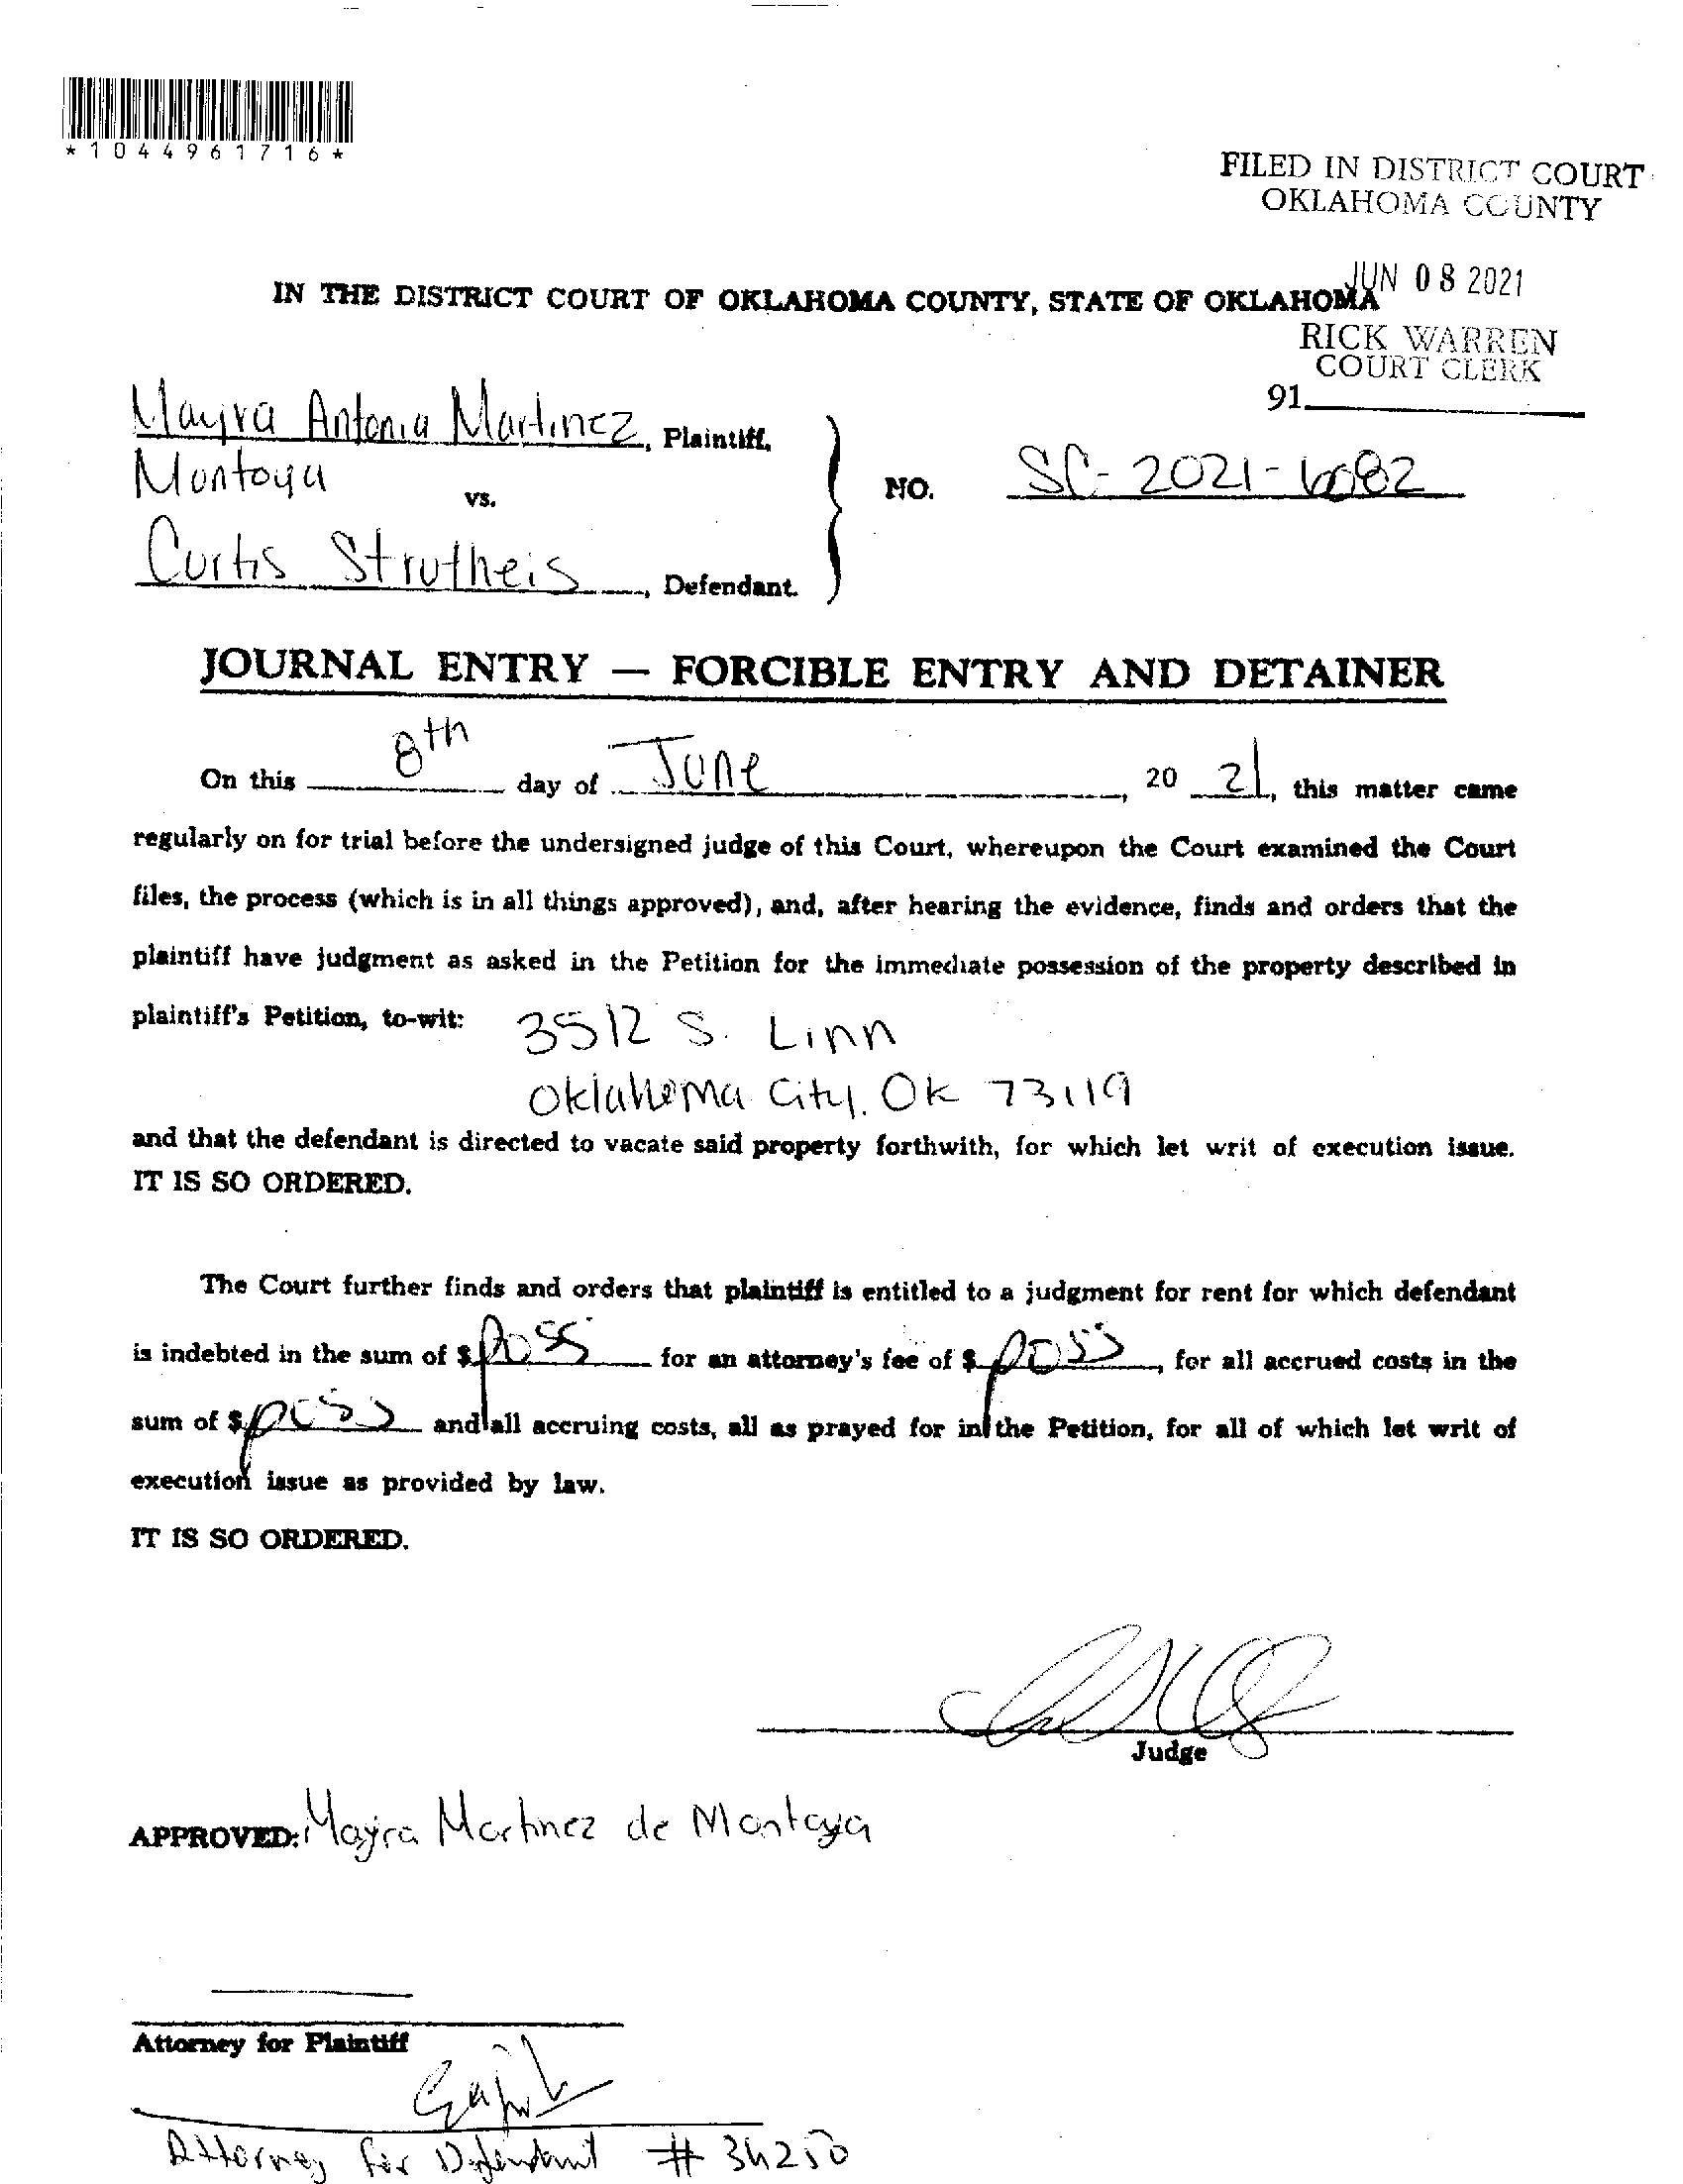 *1044961716*
FILED IN DISTRICT COURT
OKLAHOMA COUNTY
JUN 08 2021
IN THE DISTRICT COURT OF OKLAHOMA COUNTY, STATE OF OKLAHOMA
RICK WARREN
COURT CLERK
91
Mayra Antonia Martinez, Plaintiff,
Montoya
vs.
NO. SC-2021-6082
Curtis Strutheis, Defendant.
JOURNAL ENTRY — FORCIBLE ENTRY AND DETAINER
On this 8th day of June, 20 21, this matter came
regularly on for trial before the undersigned judge of this Court, whereupon the Court examined the Court
files, the process (which is in all things approved), and, after hearing the evidence, finds and orders that the
plaintiff have judgment as asked in the Petition for the immediate possession of the property described in
plaintiff's Petition, to-wit: 3512 S. Linn
Oklahoma City, OK 73119
and that the defendant is directed to vacate said property forthwith, for which let writ of execution issue.
IT IS SO ORDERED.
The Court further finds and orders that plaintiff is entitled to a judgment for rent for which defendant
is indebted in the sum of $ poss for an attorney's fee of $ poss, for all accrued costs in the
sum of $ poss and all accruing costs, all as prayed for in the Petition, for all of which let writ of
execution issue as provided by law.
IT IS SO ORDERED.
Judge
APPROVED: Mayra Martinez de Montoya
Attorney for Plaintiff
Attorney for Defendant # 34250